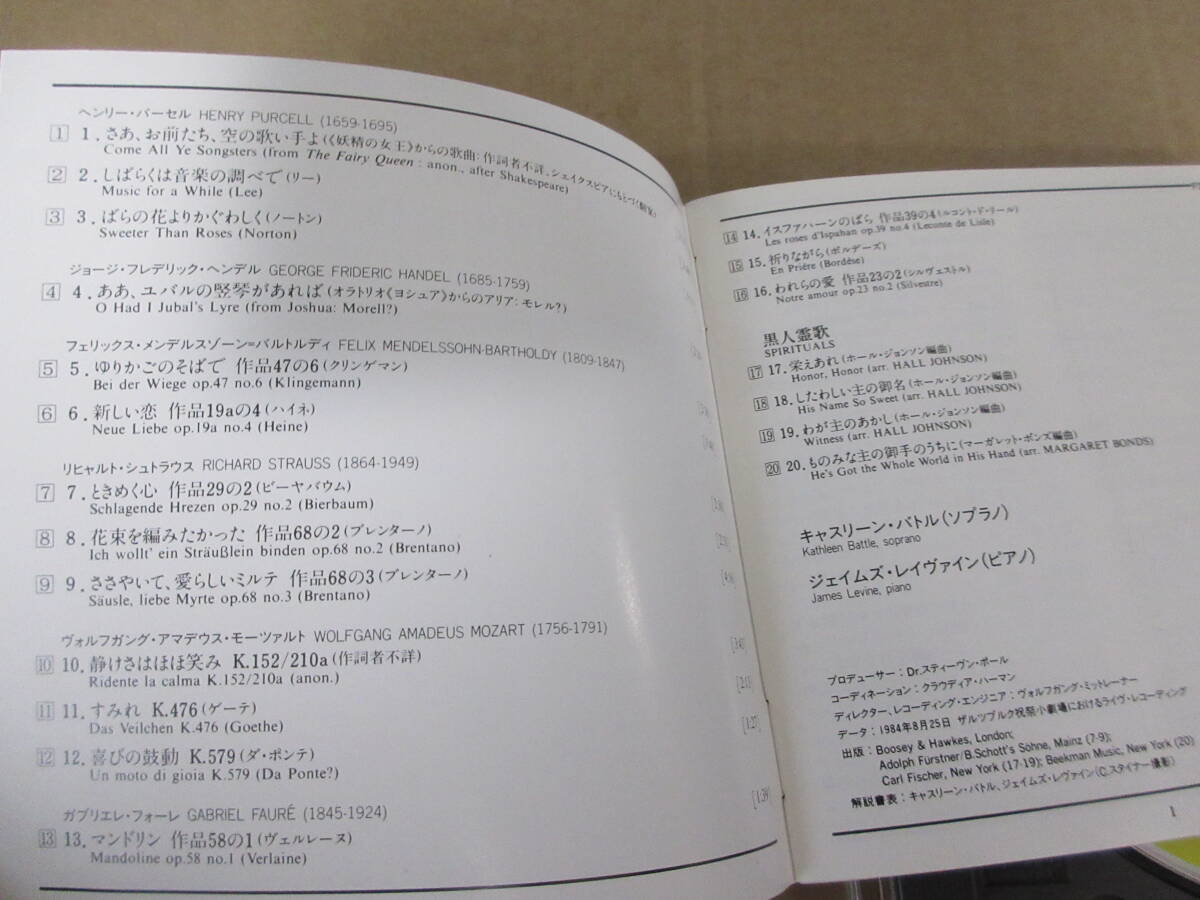 ヘンリー・パーセル HENRY PURCELL (1659-1695)
1 1. さあ、お前たち、空の歌い手よ(《妖精の女王》からの歌曲:作詞者不詳、シェイクスピアにもとづく
Come All Ye Songsters (from The Fairy Queen : anon., after Shakespeare)
2 2. しばらくは音楽の調べで(リー)
Music for a While (Lee)
3 3. ばらの花よりかぐわしく(ノートン)
Sweeter Than Roses (Norton)
ジョージ・フレデリック・ヘンデル GEORGE FRIDERIC HANDEL (1685-1759)
4 4. ああ、ユバルの竪琴があれば(オラトリオ《ヨシュア》からのアリア:モレル?)
O Had I Jubal's Lyre (from Joshua: Morell?)
フェリックス・メンデルスゾーン=バルトルディ FELIX MENDELSSOHN-BARTHOLDY (1809-1847)
5 5. ゆりかごのそばで 作品47の6(クリンゲマン)
Bei der Wiege op.47 no.6 (Klingemann)
6 6. 新しい恋 作品19aの4(ハイネ)
Neue Liebe op.19a no.4 (Heine)
リヒャルト・シュトラウス RICHARD STRAUSS (1864-1949)
7 7. ときめく心 作品29の2(ビーヤバウム)
Schlagende Hrezen op.29 no.2 (Bierbaum)
8 8. 花束を編みたかった 作品68の2(ブレンターノ)
Ich wollt' ein Sträußlein binden op.68 no.2 (Brentano)
9 9. ささやいて、愛らしいミルテ 作品68の3(ブレンターノ)
Säusle, liebe Myrte op.68 no.3 (Brentano)
ヴォルフガング・アマデウス・モーツァルト WOLFGANG AMADEUS MOZART (1756-1791)
10 10. 静けさはほほ笑み K.152/210a(作詞者不詳)
Ridente la calma K.152/210a (anon.)
11 11. すみれ K.476(ゲーテ)
Das Veilchen K.476 (Goethe)
[1:27]
12 12. 喜びの鼓動 K.579(ダ・ポンテ)
Un moto di gioia K.579 (Da Ponte?)
[1:39]
ガブリエレ・フォーレ GABRIEL FAURÉ (1845-1924)
13 13. マンドリン 作品58の1(ヴェルレーヌ)
Mandoline op.58 no.1 (Verlaine)
14 14. イスファハーンのばら 作品39の4(ルコント・ド・リール)
Les roses d'Ispahan op.39 no.4 (Leconte de Lisle)
15 15. 祈りながら(ボルデーズ)
En Prière (Bordèse)
16 16. われらの愛 作品23の2(シルヴェストル)
Notre amour op.23 no.2 (Silvestre)
黒人霊歌
SPIRITUALS
17 17. 栄えあれ(ホール・ジョンソン編曲)
Honor, Honor (arr. HALL JOHNSON)
18 18. したわしい主の御名(ホール・ジョンソン編曲)
His Name So Sweet (arr. HALL JOHNSON)
19 19. わが主のあかし(ホール・ジョンソン編曲)
Witness (arr. HALL JOHNSON)
20 20. ものみな主の御手のうちに(マーガレット・ボンズ編曲)
He's Got the Whole World in His Hand (arr. MARGARET BONDS)
キャスリーン・バトル(ソプラノ)
Kathleen Battle, soprano
ジェイムズ・レイヴァイン(ピアノ)
James Levine, piano
プロデューサー:Dr.スティーヴン・ポール
コーディネーション:クラウディア・ハーマン
ディレクター、レコーディング・エンジニア:ヴォルフガング・ミットレーナー
データ:1984年8月25日 ザルツブルク祝祭小劇場におけるライヴ・レコーディング
出版:Boosey & Hawkes, London;
Adolph Fürstner/B.Schott's Söhne, Mainz (7-9);
Carl Fischer, New York (17-19); Beekman Music, New York (20)
解説書表:キャスリーン・バトル、ジェイムズ・レヴァイン(C.スタイナー撮影)
1